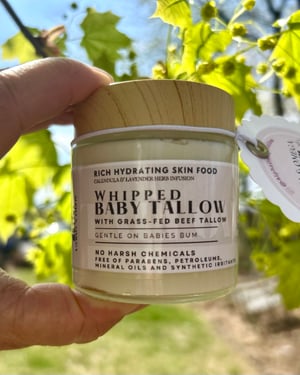 RICH HYDRATING SKIN FOOD
CALENDULA & LAVENDER HERB INFUSION
WHIPPED
BABY TALLOW
WITH GRASS-FED BEEF TALLOW
GENTLE ON BABIES BUM
NO HARSH CHEMICALS
FREE OF PARABENS, PETROLEUMS,
MINERAL OILS AND SYNTHETIC IRRITANTS